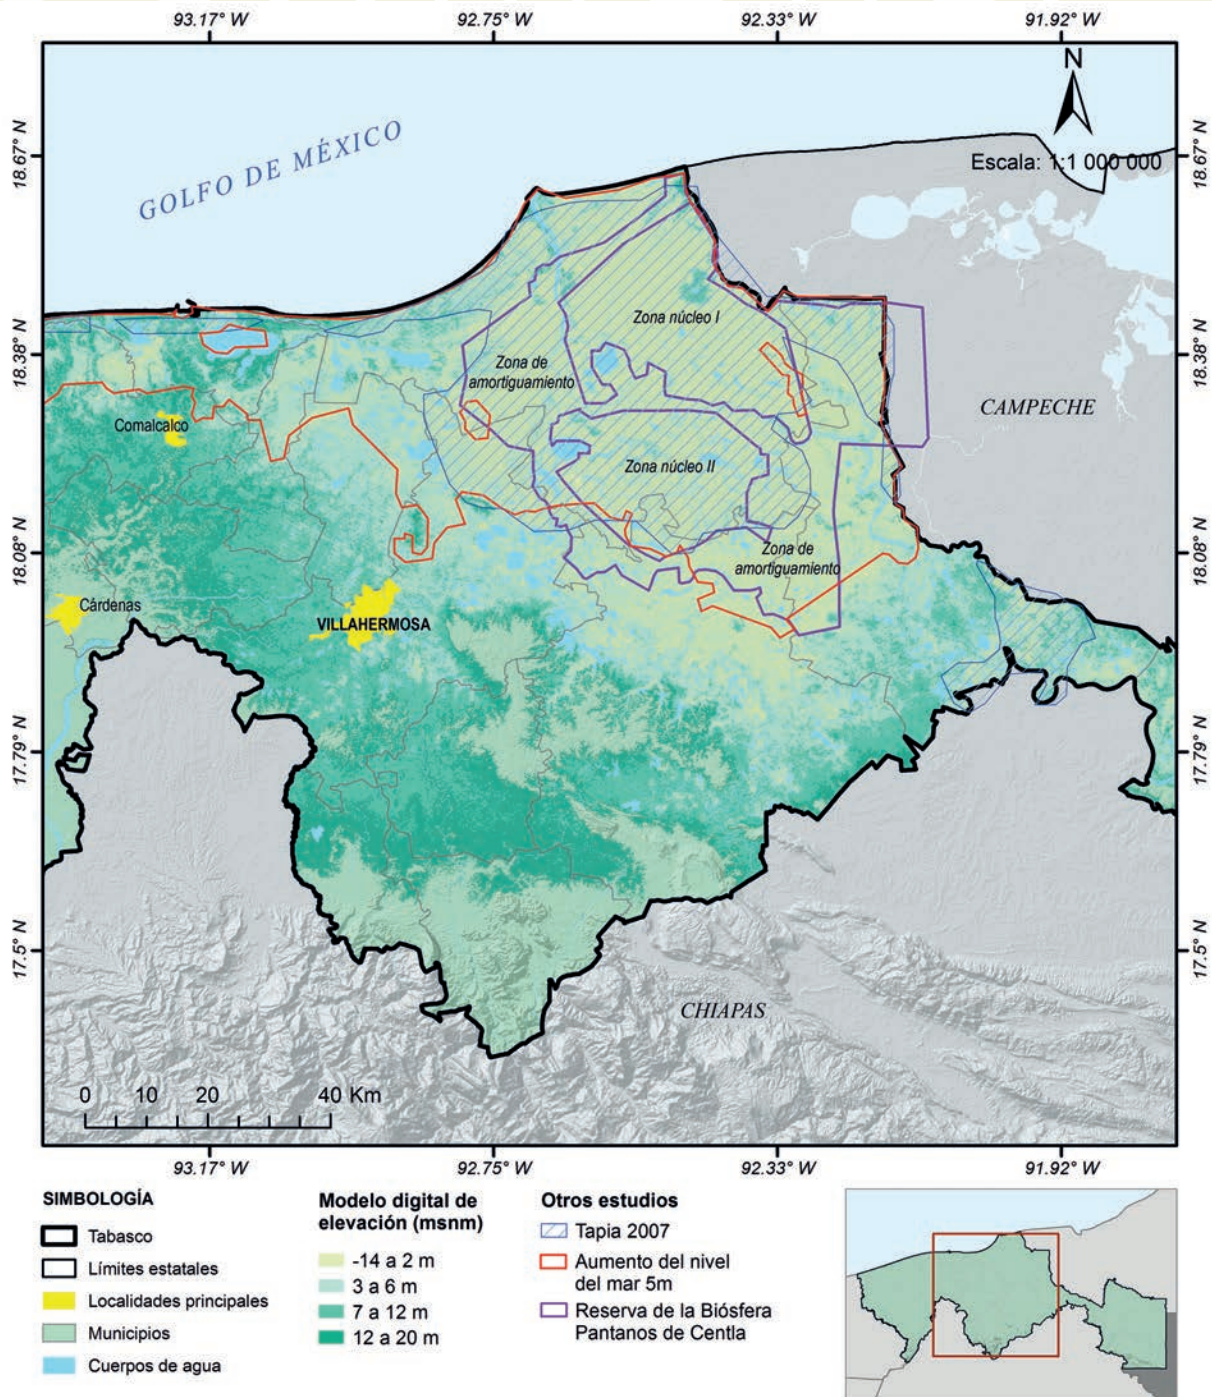 93.17° W
92.75° W
92.33° W
91.92° W
N
Escala: 1:1 000 000
18.67° N
18.67° N
GOLFO DE MÉXICO
Zona núcleo I
18.38° N
18.38° N
Zona de
amortiguamiento
CAMPECHE
Comalcalco
Zona núcleo II
18.08° N
18.08° N
Zona de
amortiguamiento
Cárdenas
VILLAHERMOSA
17.79° N
17.79° N
17.5° N
17.5° N
CHIAPAS
0 10 20 40 Km
93.17° W
92.75° W
92.33° W
91.92° W
SIMBOLOGÍA
Tabasco
Límites estatales
Localidades principales
Municipios
Cuerpos de agua
Modelo digital de
elevación (msnm)
-14 a 2 m
3 a 6 m
7 a 12 m
12 a 20 m
Otros estudios
Tapia 2007
Aumento del nivel
del mar 5m
Reserva de la Biósfera
Pantanos de Centla